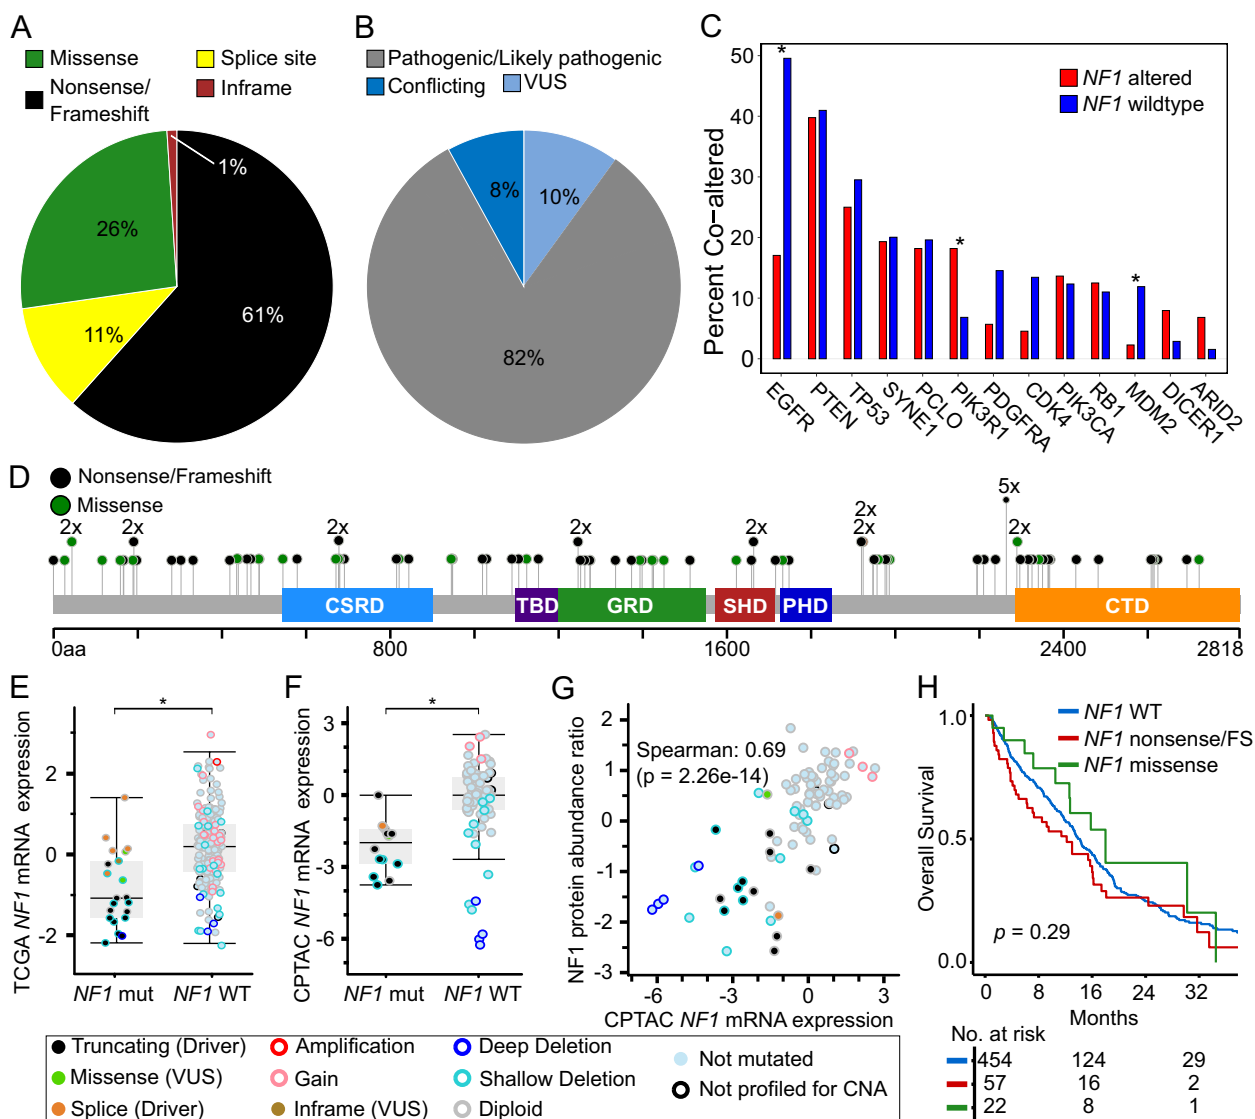 A
Missense
Splice site
Nonsense/
Frameshift
Inframe
1%
26%
61%
11%
B
Pathogenic/Likely pathogenic
Conflicting
VUS
8%
10%
82%
C
Percent Co−altered
50
40
30
20
10
0
*
*
*
NF1 altered
NF1 wildtype
EGFR
PTEN
TP53
SYNE1
PCLO
PIK3R1
PDGFRA
CDK4
PIK3CA
RB1
MDM2
DICER1
ARID2
D
Nonsense/Frameshift
Missense
2x
2x
2x
2x
2x
2x
2x
5x
2x
CSRD
TBD
GRD
SHD
PHD
CTD
0aa
800
1600
2400
2818
E
TCGA NF1 mRNA expression
2
0
-2
*
NF1 mut
NF1 WT
F
CPTAC NF1 mRNA expression
3
0
-3
-6
*
NF1 mut
NF1 WT
G
NF1 protein abundance ratio
2
1
0
-1
-2
-3
Spearman: 0.69
(p = 2.26e-14)
-6
-3
0
3
CPTAC NF1 mRNA expression
H
Overall Survival
1.0
0.5
0.0
NF1 WT
NF1 nonsense/FS
NF1 missense
p = 0.29
0
8
16
24
32
Months
No. at risk
454
124
29
57
16
2
22
8
1
Truncating (Driver)
Amplification
Deep Deletion
Not mutated
Missense (VUS)
Gain
Shallow Deletion
Not profiled for CNA
Splice (Driver)
Inframe (VUS)
Diploid